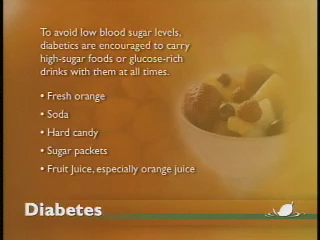 To avoid low blood sugar levels,
diabetics are encouraged to carry
high-sugar foods or glucose-rich
drinks with them at all times.
• Fresh orange
• Soda
• Hard candy
• Sugar packets
• Fruit Juice, especially orange juice
Diabetes